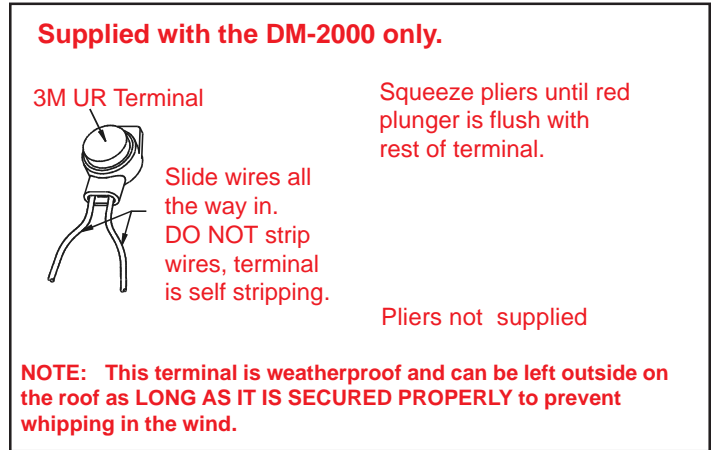 Supplied with the DM-2000 only.
3M UR Terminal
Squeeze pliers until red
plunger is flush with
rest of terminal.
Slide wires all
the way in.
DO NOT strip
wires, terminal
is self stripping.
Pliers not supplied
NOTE: This terminal is weatherproof and can be left outside on
the roof as LONG AS IT IS SECURED PROPERLY to prevent
whipping in the wind.